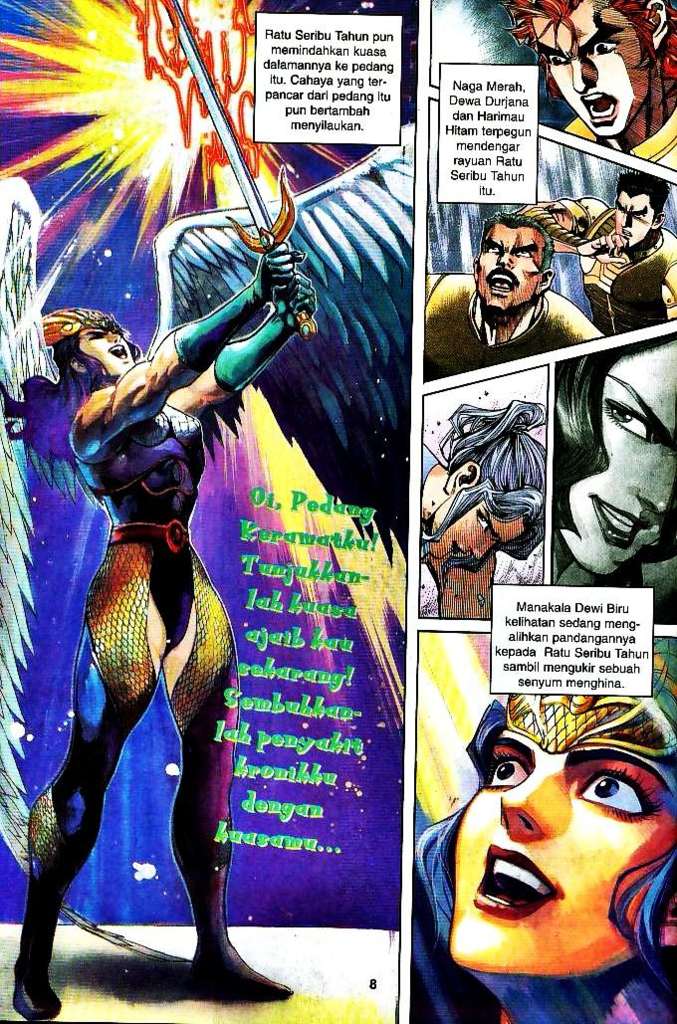 Ratu Seribu Tahun pun
memindahkan kuasa
dalamannya ke pedang
itu. Cahaya yang ter-
pancar dari pedang itu
pun bertambah
menyilaukan.
Naga Merah,
Dewa Durjana
dan Harimau
Hitam terpegun
mendengar
rayuan Ratu
Seribu Tahun
itu.
Oi, Pedang
Keramatku!
Tunjukkan-
lah kuasa
ajaib kau
sekarang!
Sembuhkan-
lah penyakit
kronikku
dengan
kuasamu...
Manakala Dewi Biru
kelihatan sedang meng-
alihkan pandangannya
kepada Ratu Seribu Tahun
sambil mengukir sebuah
senyum menghina.
8